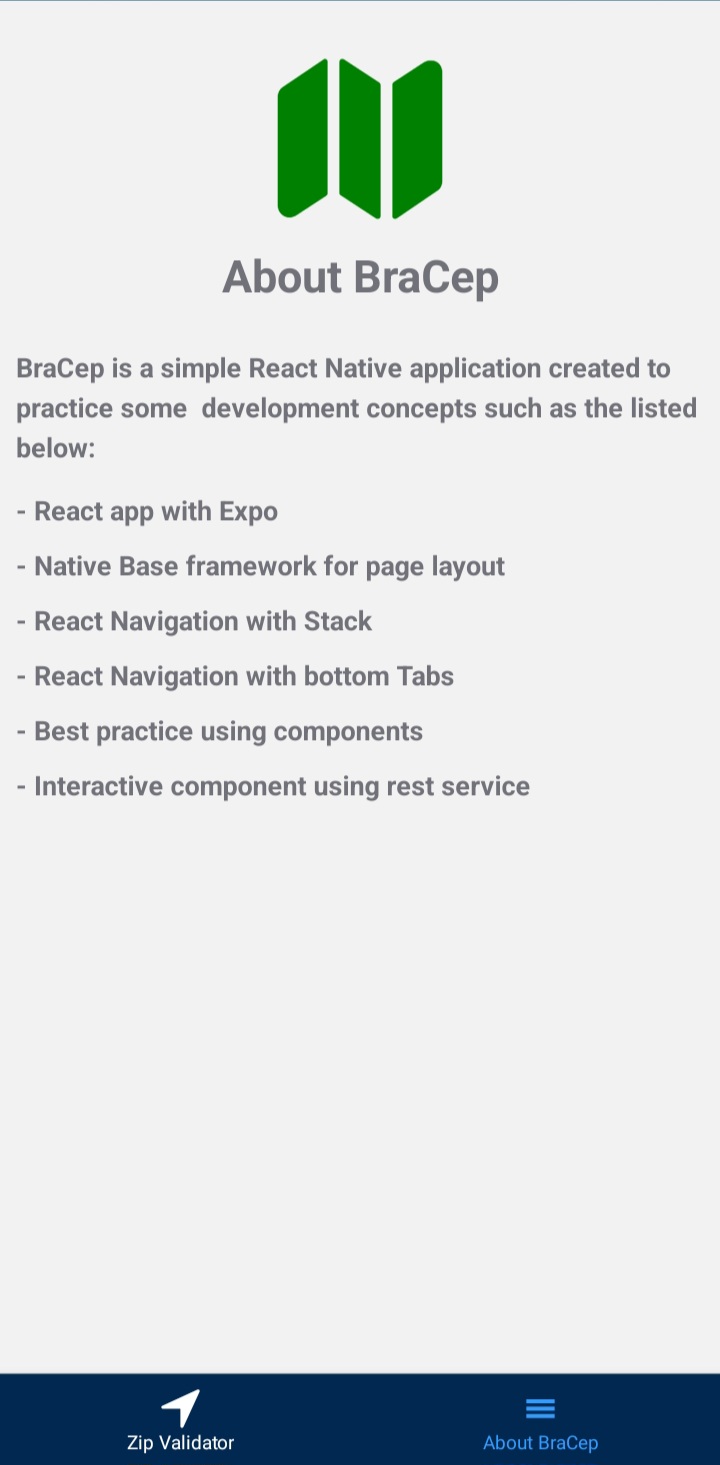 About BraCep
BraCep is a simple React Native application created to
practice some  development concepts such as the listed
below:
- React app with Expo
- Native Base framework for page layout
- React Navigation with Stack
- React Navigation with bottom Tabs
- Best practice using components
- Interactive component using rest service
Zip Validator
About BraCep